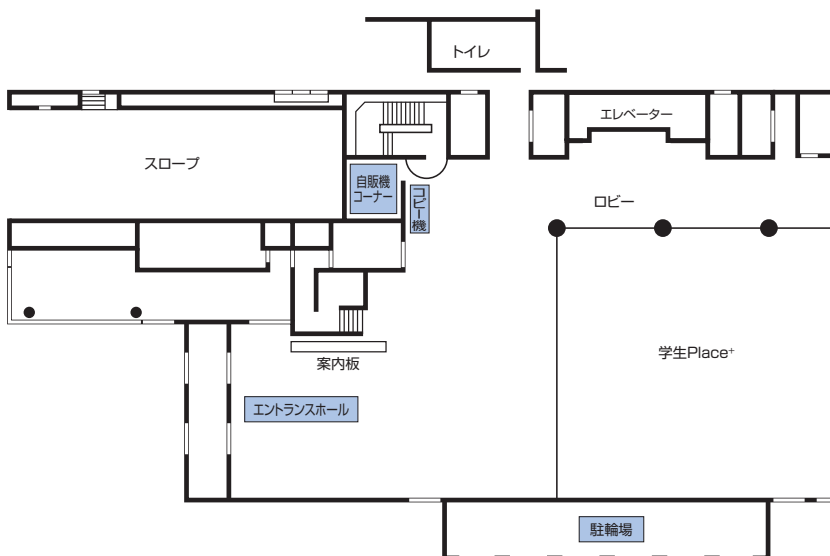 トイレ
エレベーター
スロープ
自販機
コーナー
コピー機
ロビー
学生Place⁺
案内板
エントランスホール
駐輪場